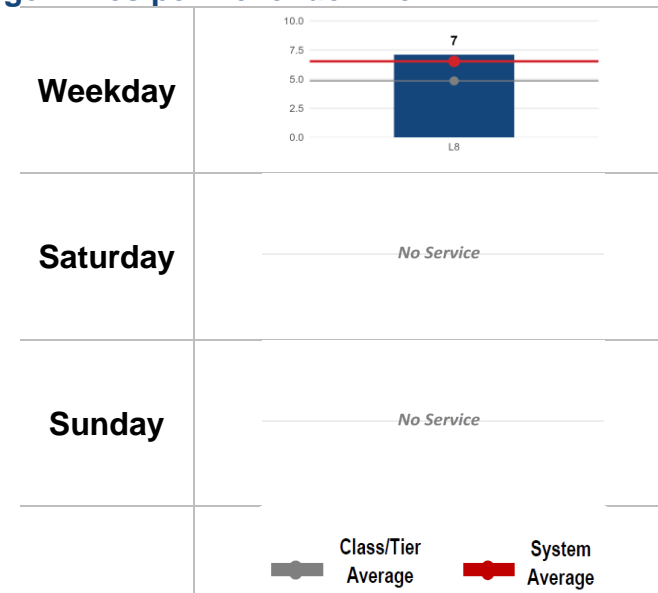 Weekday
10.0
7.5
5.0
2.5
0.0
7
L8
Saturday
No Service
Sunday
No Service
Class/Tier
Average
System
Average